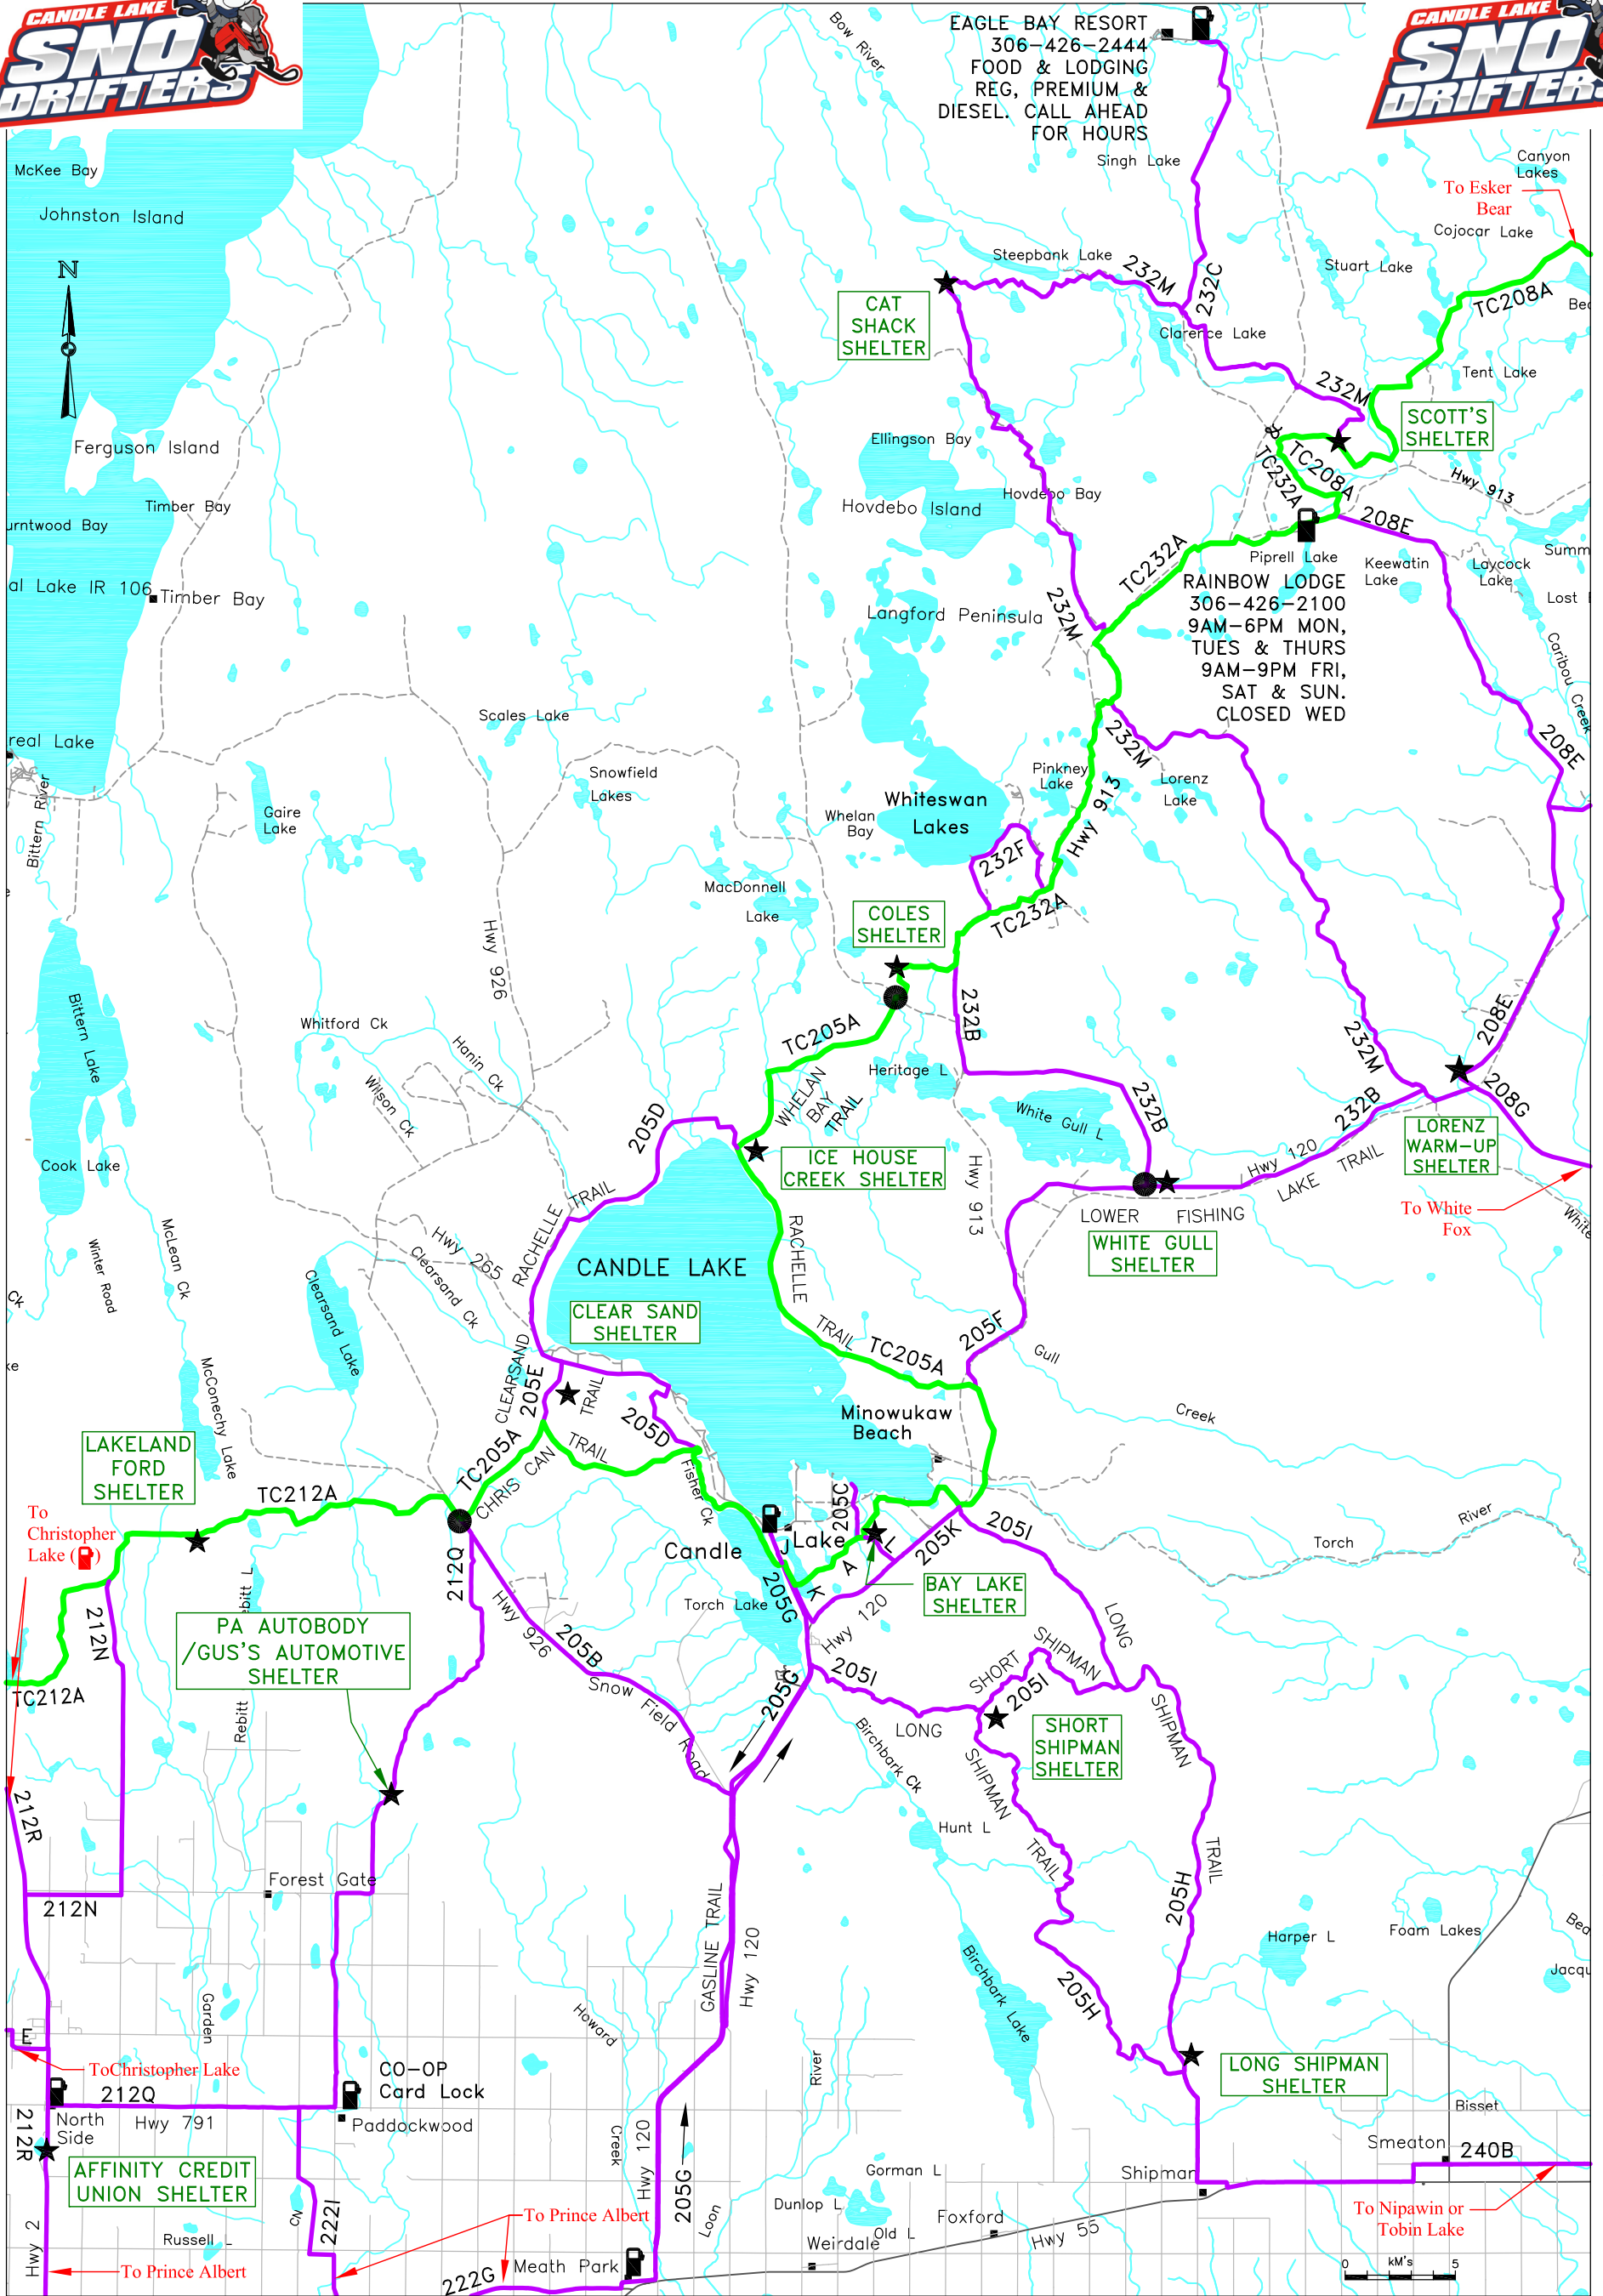 CANDLE LAKE
SNO
DRIFTERS
CANDLE LAKE
SNO
DRIFTERS
EAGLE BAY RESORT
306-426-2444
FOOD & LODGING
REG, PREMIUM &
DIESEL. CALL AHEAD
FOR HOURS
Bow River
Singh Lake
Canyon
Lakes
To Esker
Bear
Cojocar Lake
McKee Bay
Johnston Island
N
Steepbank Lake
232M
232C
Stuart Lake
TC208A
CAT
SHACK
SHELTER
Clarence Lake
Tent Lake
232M
SCOTT'S
SHELTER
Ferguson Island
Ellingson Bay
TC208A
TC232A
Hwy 913
Timber Bay
Hovdebo Bay
Hovdebo Island
208E
Piprell Lake
Keewatin
Lake
Laycock
Lake
TC232A
Timber Bay
Langford Peninsula
232M
RAINBOW LODGE
306-426-2100
9AM-6PM MON,
TUES & THURS
9AM-9PM FRI,
SAT & SUN.
CLOSED WED
Caribou Creek
Scales Lake
232M
208E
Snowfield
Lakes
Pinkney
Lake
Lorenz
Lake
Bittern River
Gaire
Lake
Whiteswan
Lakes
Whelan
Bay
Hwy 913
232F
MacDonnell
Lake
TC232A
COLES
SHELTER
Hwy 926
Bittern Lake
232B
Whitford Ck
Hanin Ck
Wilson Ck
TC205A
Heritage L
WHELAN
BAY
TRAIL
208E
232M
205D
White Gull L
232B
232B
208G
LORENZ
WARM-UP
SHELTER
Cook Lake
ICE HOUSE
CREEK SHELTER
Hwy 913
Hwy 120
LAKE TRAIL
LOWER FISHING
WHITE GULL
SHELTER
To White
Fox
RACHELLE TRAIL
RACHELLE
TRAIL
McLean Ck
Winter Road
Hwy 265
Clearsand Ck
Clearsand Lake
CANDLE LAKE
CLEAR SAND
SHELTER
205F
Gull
Creek
TC205A
McConechy Lake
CLEARSAND
TRAIL
205E
205D
Minowukaw
Beach
LAKELAND
FORD
SHELTER
TC205A
CHRIS CAN
TRAIL
Fisher Ck
TC212A
To
Christopher
Lake ( )
205C
205K
205I
River
Torch
Candle
Lake
J
K
A
L
BAY LAKE
SHELTER
212Q
212N
Torch Lake
205G
Hwy 120
Hwy 926
205B
PA AUTOBODY
/GUS'S AUTOMOTIVE
SHELTER
TC212A
Rebitt
Snow Field
Road
205I
205G
LONG
SHORT
SHIPMAN
205I
LONG
SHIPMAN
SHORT
SHIPMAN
SHELTER
SHIPMAN
TRAIL
TRAIL
Birchbark Ck
Hunt L
212R
212N
Forest Gate
205H
Harper L
Foam Lakes
GASLINE TRAIL
Hwy 120
Birchbark Lake
205H
Garden
Howard
River
E
ToChristopher Lake
CO-OP
Card Lock
LONG SHIPMAN
SHELTER
212Q
Hwy 791
North
Side
Paddockwood
212R
AFFINITY CREDIT
UNION SHELTER
Creek
Hwy 120
205G
Bisset
Smeaton
240B
Shipman
Gorman L
Dunlop L
Old L
Foxford
Weirdale
Hwy 55
Loon
CN
222I
Russell L
Hwy 2
To Prince Albert
To Prince Albert
Meath Park
222G
To Nipawin or
Tobin Lake
0 kM's 5